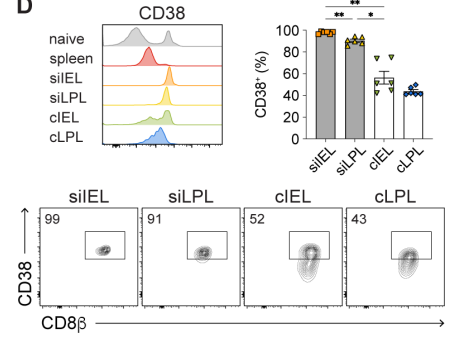 D
CD38
naive
spleen
siIEL
siLPL
cIEL
cLPL
**
** *
CD38⁺ (%)
100
80
60
40
20
0
siIEL
siLPL
cIEL
cLPL
siIEL siLPL cIEL cLPL
99 91 52 43
CD38
CD8β